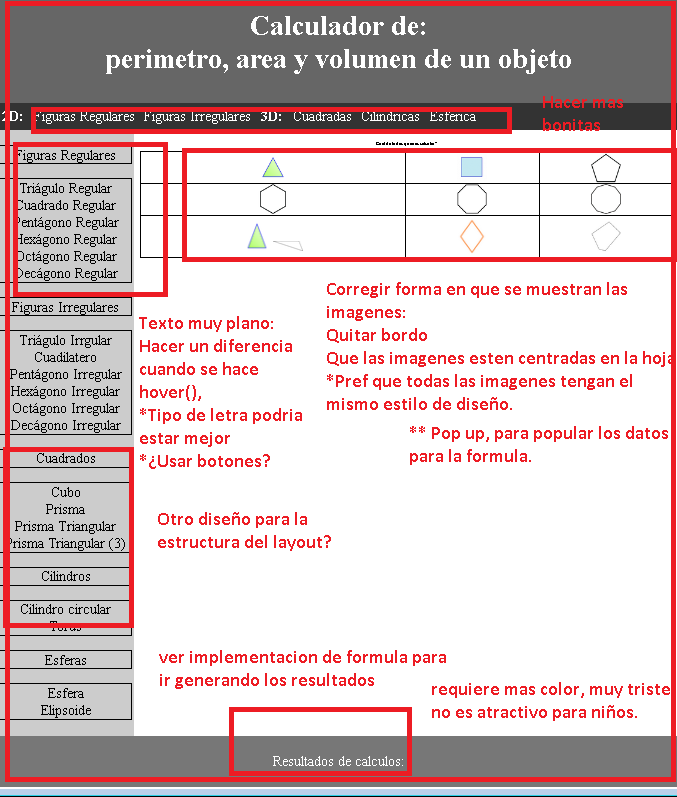 Calculador de:
perimetro, area y volumen de un objeto
2D: Figuras Regulares Figuras Irregulares 3D: Cuadradas Cilindricas Esferica
Hacer mas
bonitas
Figuras Regulares
Triágulo Regular
Cuadrado Regular
Pentágono Regular
Hexágono Regular
Octágono Regular
Decágono Regular
Figuras Irregulares
Triágulo Irrgular
Cuadilatero
Pentágono Irregular
Hexágono Irregular
Octágono Irregular
Decágono Irregular
Cuadrados
Cubo
Prisma
Prisma Triangular
Prisma Triangular (3)
Cilindros
Cilindro circular
Torus
Esferas
Esfera
Elipsoide
Texto muy plano:
Hacer un diferencia
cuando se hace
hover(),
*Tipo de letra podria
estar mejor
*¿Usar botones?
Corregir forma en que se muestran las
imagenes:
Quitar bordo
Que las imagenes esten centradas en la hoja
*Pref que todas las imagenes tengan el
mismo estilo de diseño.
** Pop up, para popular los datos
para la formula.
Otro diseño para la
estructura del layout?
ver implementacion de formula para
ir generando los resultados
requiere mas color, muy triste
no es atractivo para niños.
Resultados de calculos: